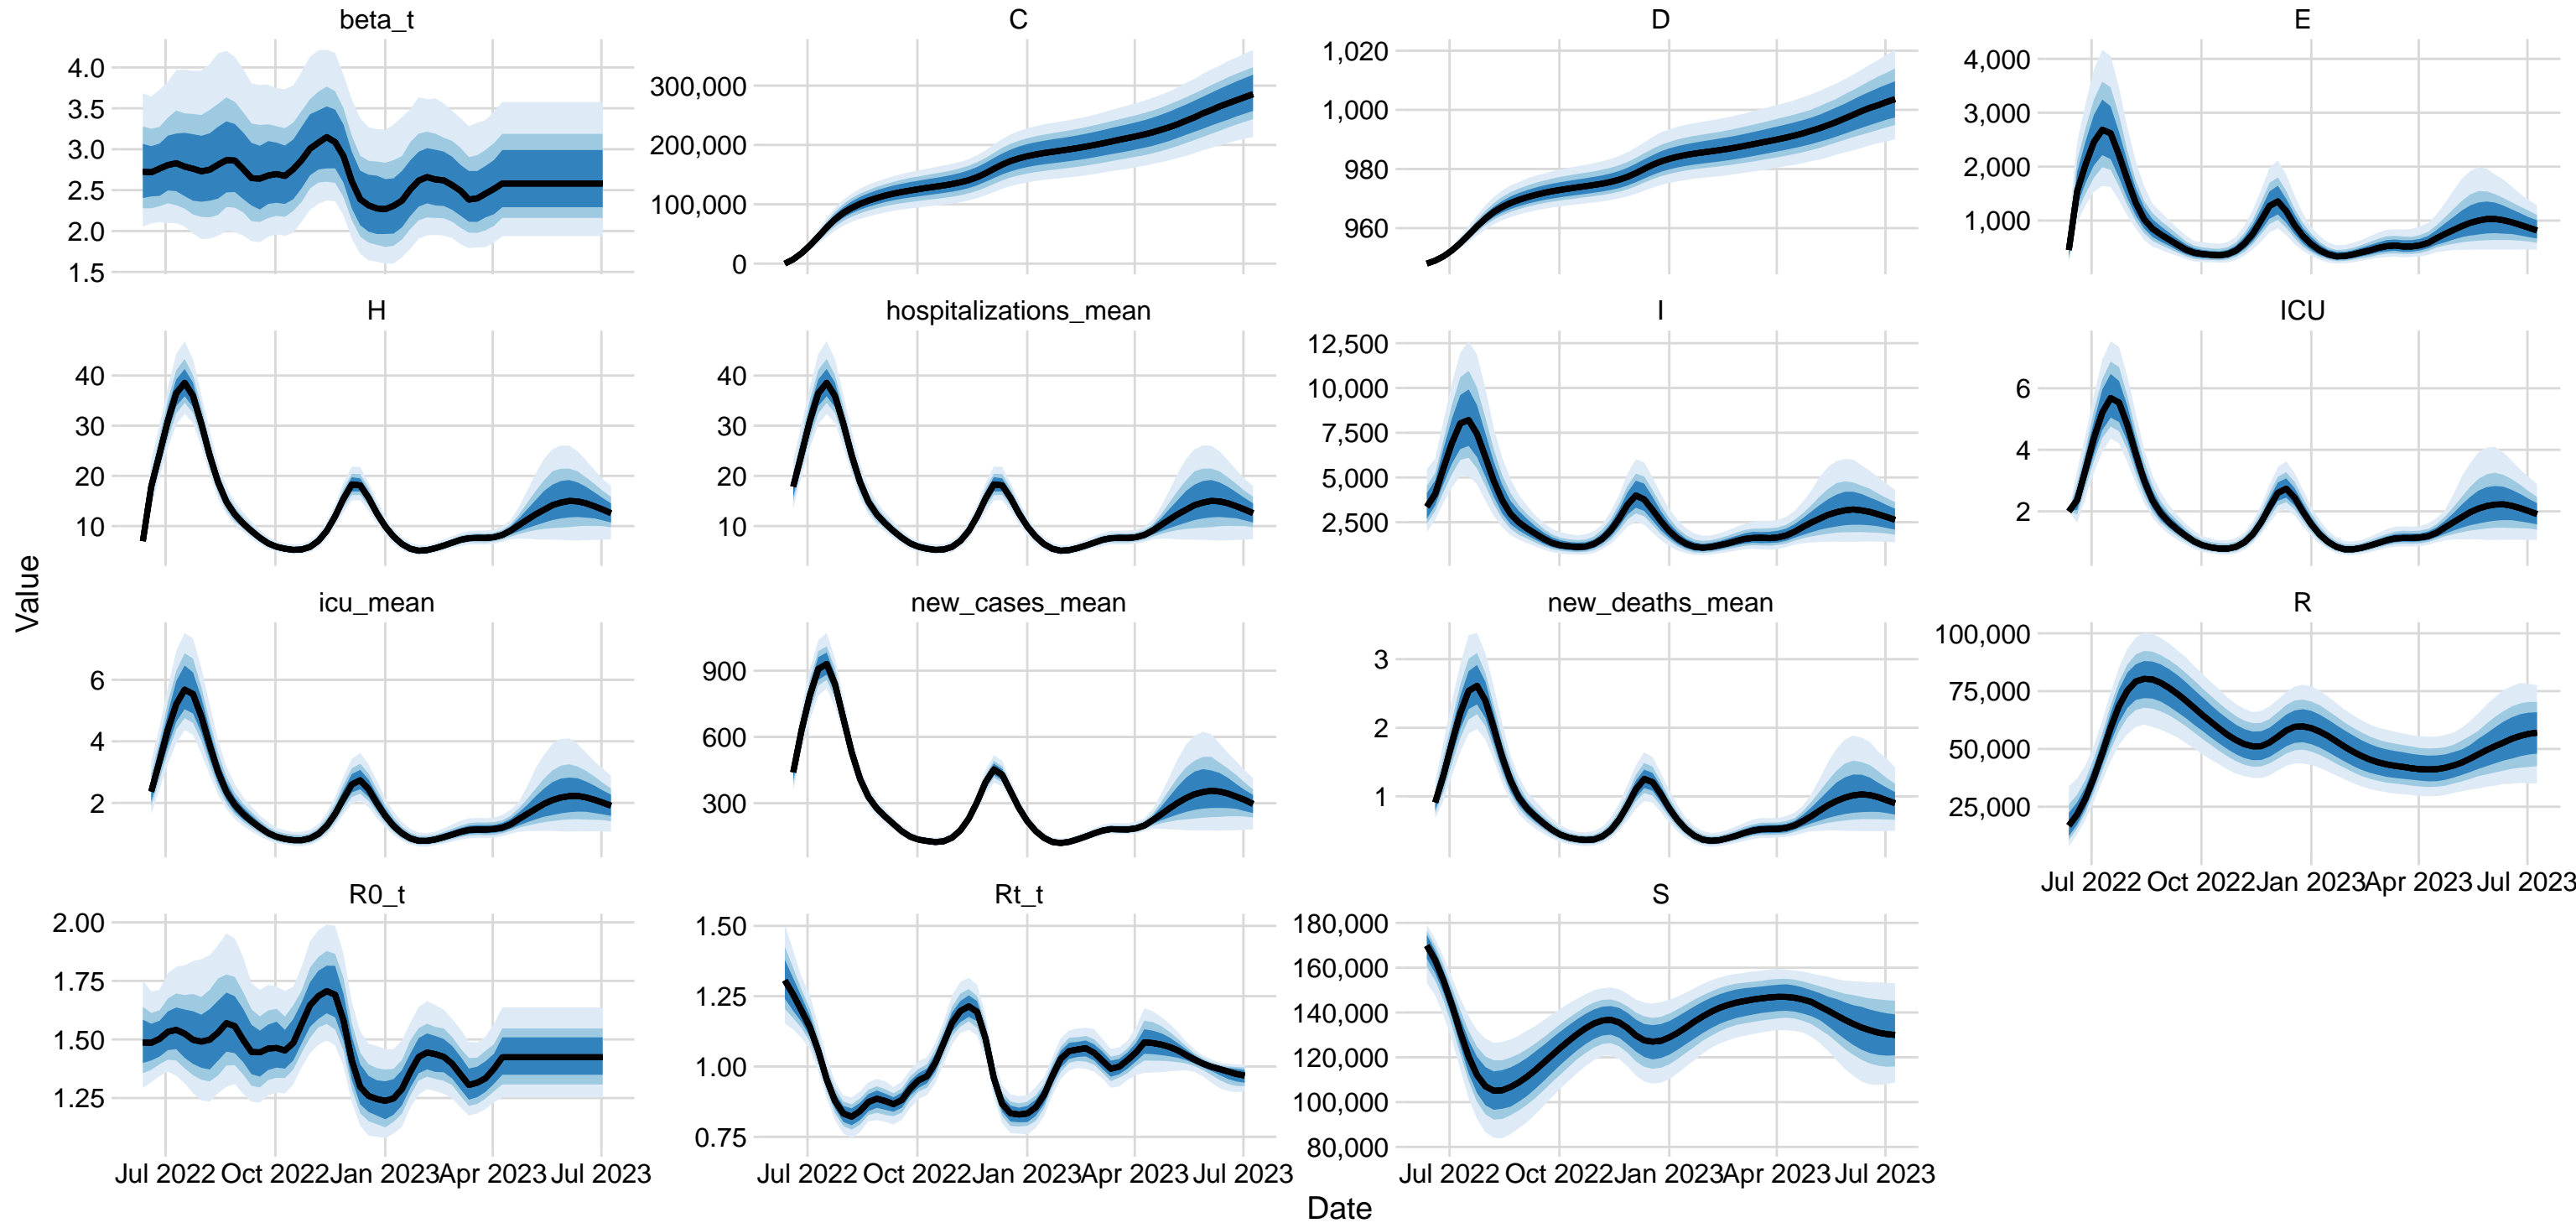 beta_t
C
D
E
4.0
3.5
3.0
2.5
2.0
1.5
300,000
200,000
100,000
0
1,020
1,000
980
960
4,000
3,000
2,000
1,000
H
hospitalizations_mean
I
ICU
40
30
20
10
40
30
20
10
12,500
10,000
7,500
5,000
2,500
6
4
2
Value
icu_mean
new_cases_mean
new_deaths_mean
R
6
4
2
900
600
300
3
2
1
100,000
75,000
50,000
25,000
Jul 2022 Oct 2022 Jan 2023 Apr 2023 Jul 2023
R0_t
Rt_t
S
2.00
1.75
1.50
1.25
1.50
1.25
1.00
0.75
180,000
160,000
140,000
120,000
100,000
80,000
Jul 2022 Oct 2022 Jan 2023 Apr 2023 Jul 2023
Jul 2022 Oct 2022 Jan 2023 Apr 2023 Jul 2023
Jul 2022 Oct 2022 Jan 2023 Apr 2023 Jul 2023
Date